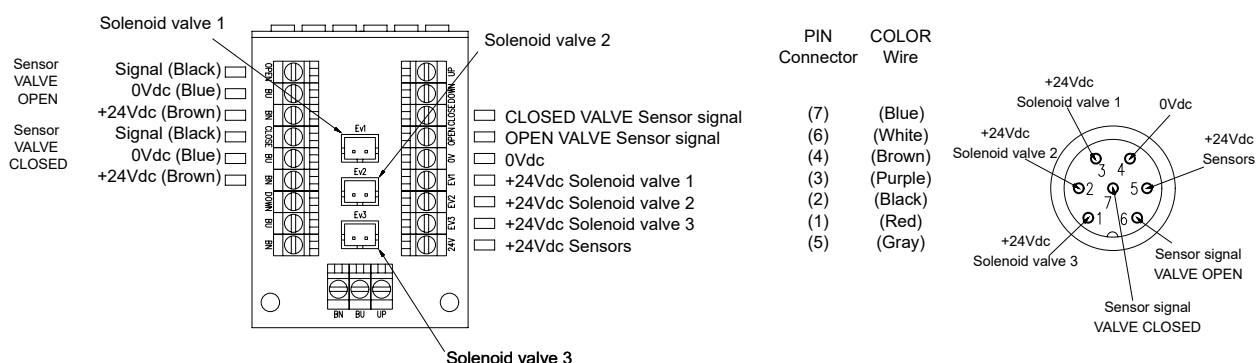 Solenoid valve 1
Solenoid valve 2
Sensor
VALVE
OPEN
Signal (Black)
0Vdc (Blue)
+24Vdc (Brown)
Sensor
VALVE
CLOSED
Signal (Black)
0Vdc (Blue)
+24Vdc (Brown)
OPEN
BU
BN
CLOSE
BU
BN
DOWN
BU
BN
Ev1
Ev2
Ev3
UP
DOWN
CLOSE
OPEN
0V
EV1
EV2
EV3
24V
BN BU UP
Solenoid valve 3
CLOSED VALVE Sensor signal
OPEN VALVE Sensor signal
0Vdc
+24Vdc Solenoid valve 1
+24Vdc Solenoid valve 2
+24Vdc Solenoid valve 3
+24Vdc Sensors
PIN COLOR
Connector Wire
(7) (Blue)
(6) (White)
(4) (Brown)
(3) (Purple)
(2) (Black)
(1) (Red)
(5) (Gray)
+24Vdc
Solenoid valve 1
0Vdc
+24Vdc
Solenoid valve 2
+24Vdc
Sensors
3 4
2 7 5
1 6
+24Vdc
Solenoid valve 3
Sensor signal
VALVE OPEN
Sensor signal
VALVE CLOSED